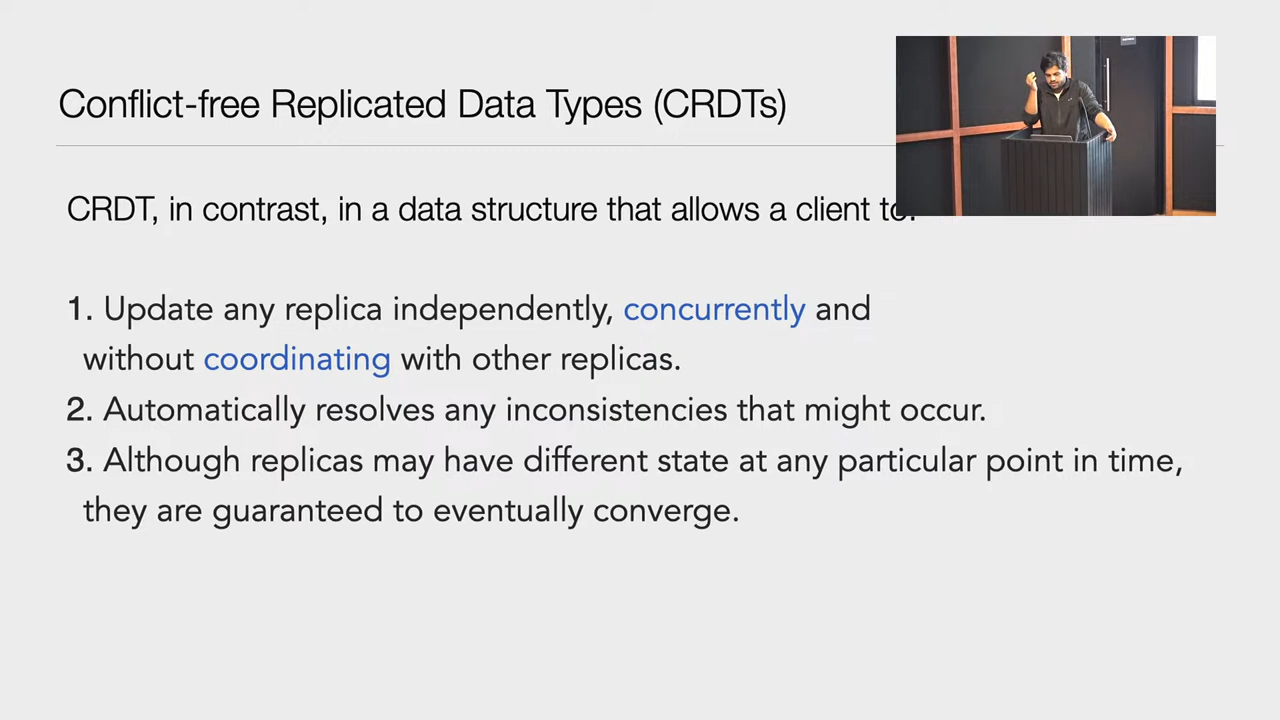 Conflict-free Replicated Data Types (CRDTs)
CRDT, in contrast, in a data structure that allows a client to:
1. Update any replica independently, concurrently and
without coordinating with other replicas.
2. Automatically resolves any inconsistencies that might occur.
3. Although replicas may have different state at any particular point in time,
they are guaranteed to eventually converge.